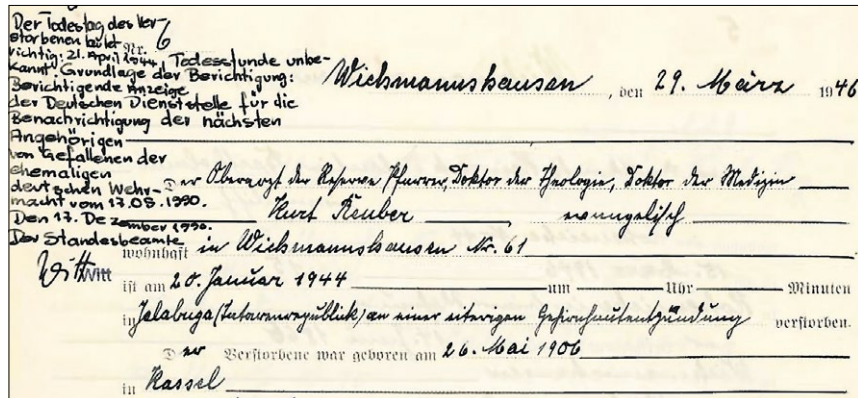 Der Todestag des Ver-
storbenen lautet
richtig: 21. April 1944, Todesstunde unbe-
kannt. Grundlage der Berichtigung:
Berichtigende Anzeige
der Deutschen Dienststelle für die
Benachrichtigung der nächsten
Angehörigen
von Gefallenen der
ehemaligen
deutschen Wehr-
macht vom 17.08.1990.
Den 17. Dezember 1990.
Der Standesbeamte
Witt Witt
Nr. 6
Wichmannshausen, den 29. März 1946
Der Oberarzt der Reserve Pfarrer, Doktor der Theologie, Doktor der Medizin
Kurt Reuber, evangelisch
wohnhaft in Wichmannshausen Nr. 61
ist am 20. Januar 1944 um Uhr Minuten
in Jelabuga (Tatarenrepublick) an einer eiterigen Gehirnhautentzündung verstorben.
Der Verstorbene war geboren am 26. Mai 1906
in Kassel